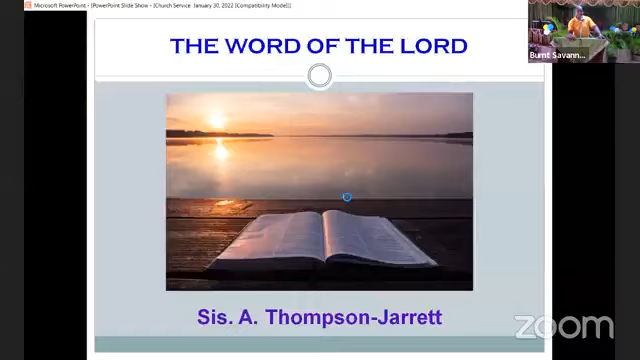 Microsoft PowerPoint - [PowerPoint Slide Show - [Church Service January 30, 2022 [Compatibility Mode]]
Burnt Savann...
THE WORD OF THE LORD
Sis. A. Thompson-Jarrett
zoom